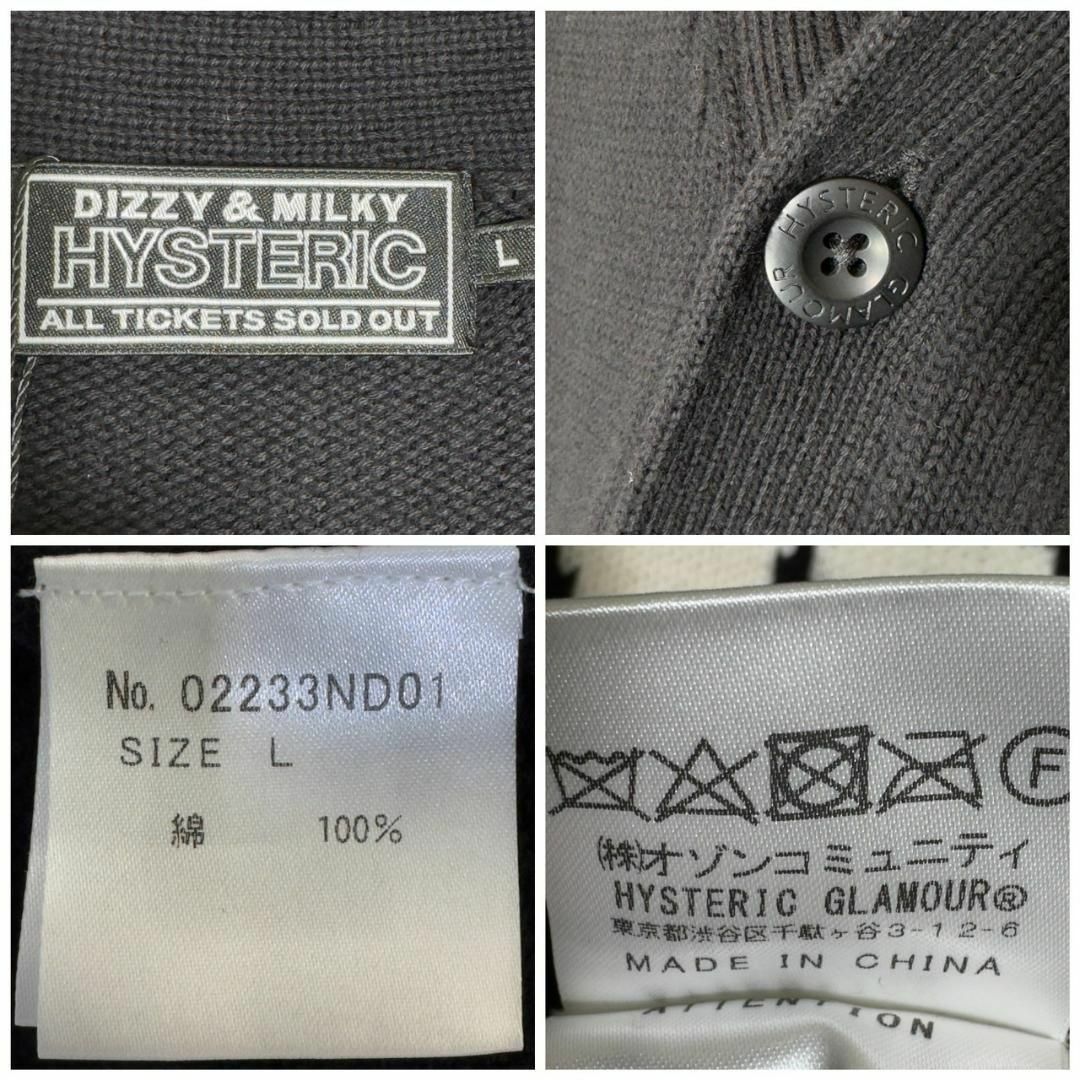 DIZZY & MILKY
HYSTERIC
ALL TICKETS SOLD OUT
L
HYSTERIC GLAMOUR
No. 02233ND01
SIZE L
綿 100%
F
(株)オゾンコミュニティ
HYSTERIC GLAMOUR®
東京都渋谷区千駄ヶ谷3-12-6
MADE IN CHINA
ATTENTION